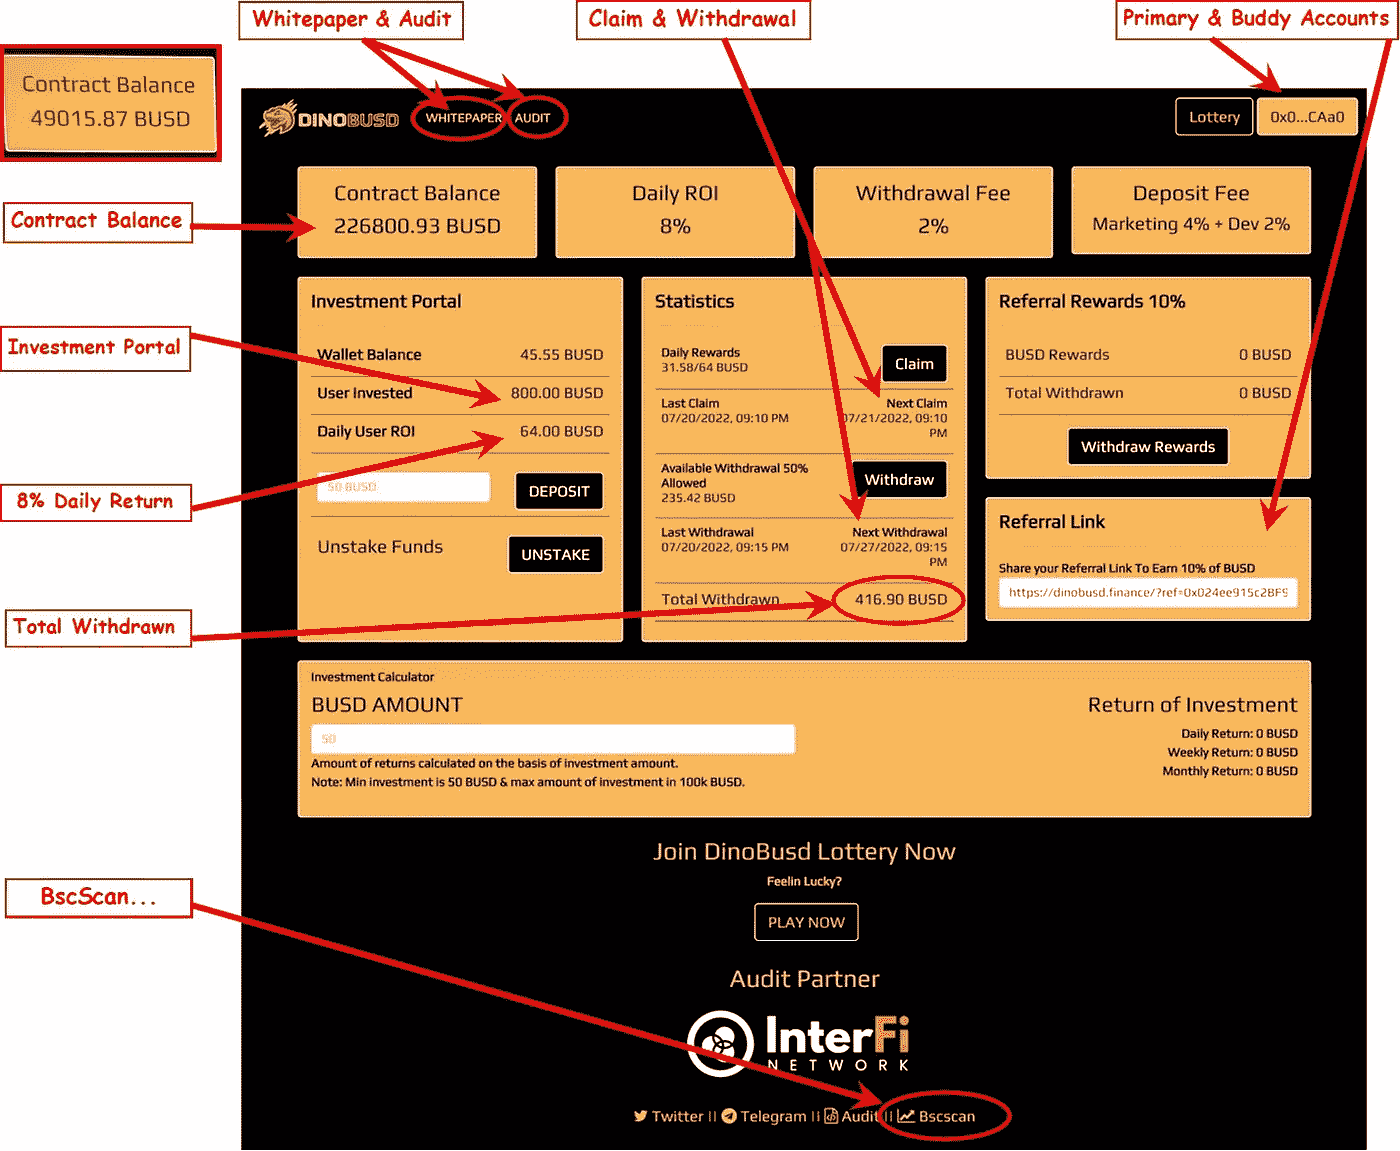 Whitepaper & Audit
Claim & Withdrawal
Primary & Buddy Accounts
Contract Balance
49015.87 BUSD
DINOBUSD
WHITEPAPER
AUDIT
Lottery
0x0...CAa0
Contract Balance
Contract Balance
226800.93 BUSD
Daily ROI
8%
Withdrawal Fee
2%
Deposit Fee
Marketing 4% + Dev 2%
Investment Portal
8% Daily Return
Total Withdrawn
Investment Portal
Wallet Balance 45.55 BUSD
User Invested 800.00 BUSD
Daily User ROI 64.00 BUSD
50 BUSD
DEPOSIT
Unstake Funds
UNSTAKE
Statistics
Daily Rewards
31.58/64 BUSD
Claim
Last Claim
07/20/2022, 09:10 PM
Next Claim
07/21/2022, 09:10
PM
Available Withdrawal 50%
Allowed
235.42 BUSD
Withdraw
Last Withdrawal
07/20/2022, 09:15 PM
Next Withdrawal
07/27/2022, 09:15
PM
Total Withdrawn 416.90 BUSD
Referral Rewards 10%
BUSD Rewards 0 BUSD
Total Withdrawn 0 BUSD
Withdraw Rewards
Referral Link
Share your Referral Link To Earn 10% of BUSD
https://dinobusd.finance/?ref=0x024ee915c2BF9
Investment Calculator
BUSD AMOUNT
50
Amount of returns calculated on the basis of investment amount.
Note: Min investment is 50 BUSD & max amount of investment in 100k BUSD.
Return of Investment
Daily Return: 0 BUSD
Weekly Return: 0 BUSD
Monthly Return: 0 BUSD
BscScan...
Join DinoBusd Lottery Now
Feelin Lucky?
PLAY NOW
Audit Partner
InterFi
NETWORK
Twitter || Telegram || Audit || Bscscan